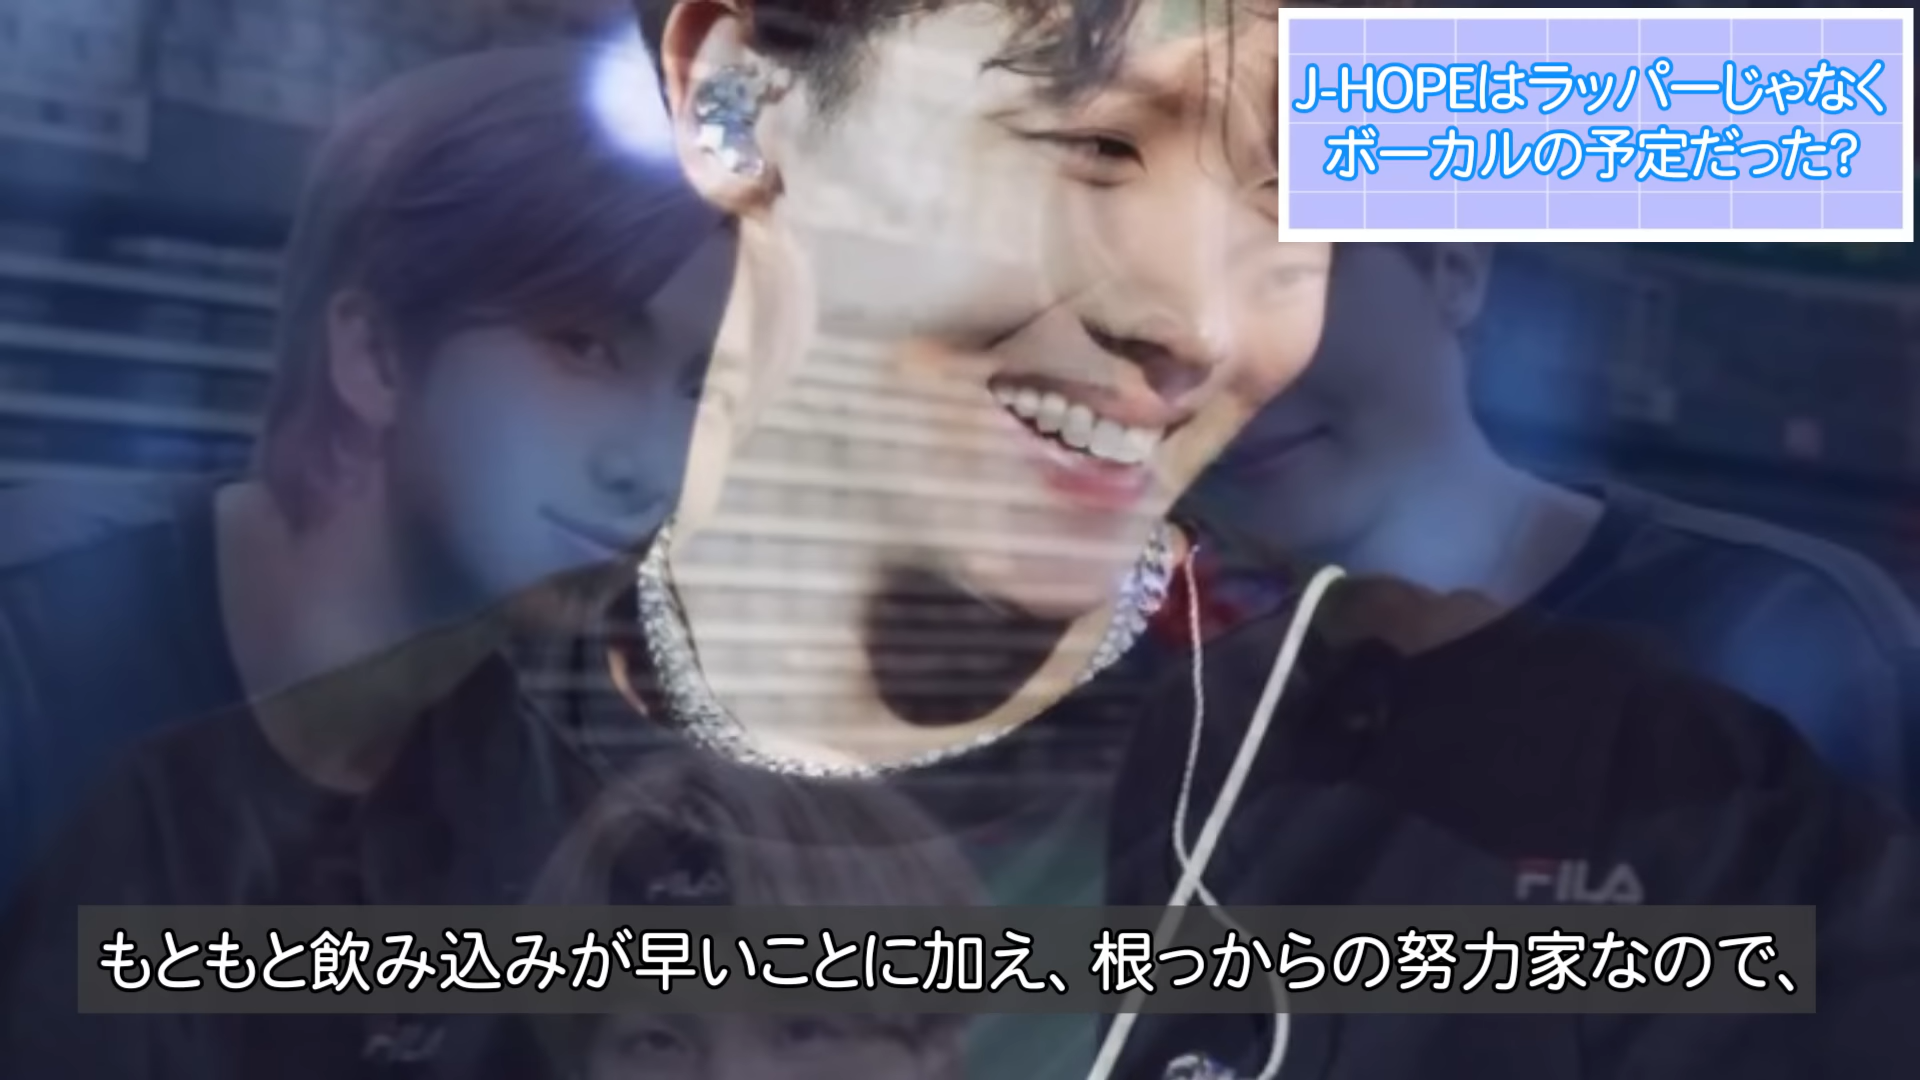 J-HOPEはラッパーじゃなく
ボーカルの予定だった?
FILA
FILA
もともと飲み込みが早いことに加え、根っからの努力家なので、
FILA